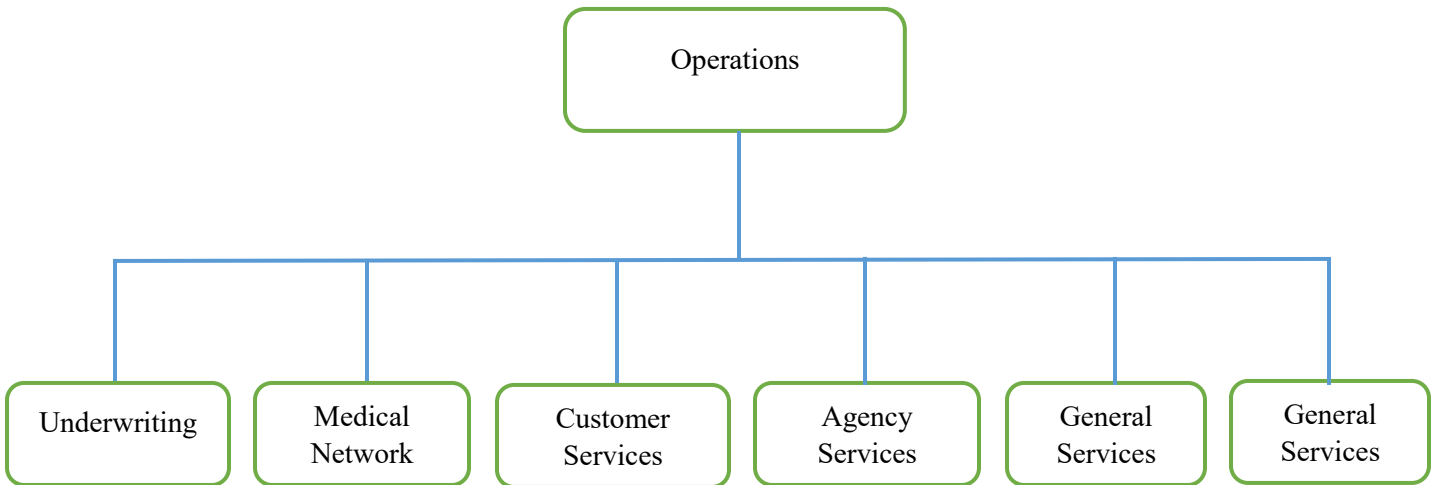 Operations
Underwriting
Medical
Network
Customer
Services
Agency
Services
General
Services
General
Services